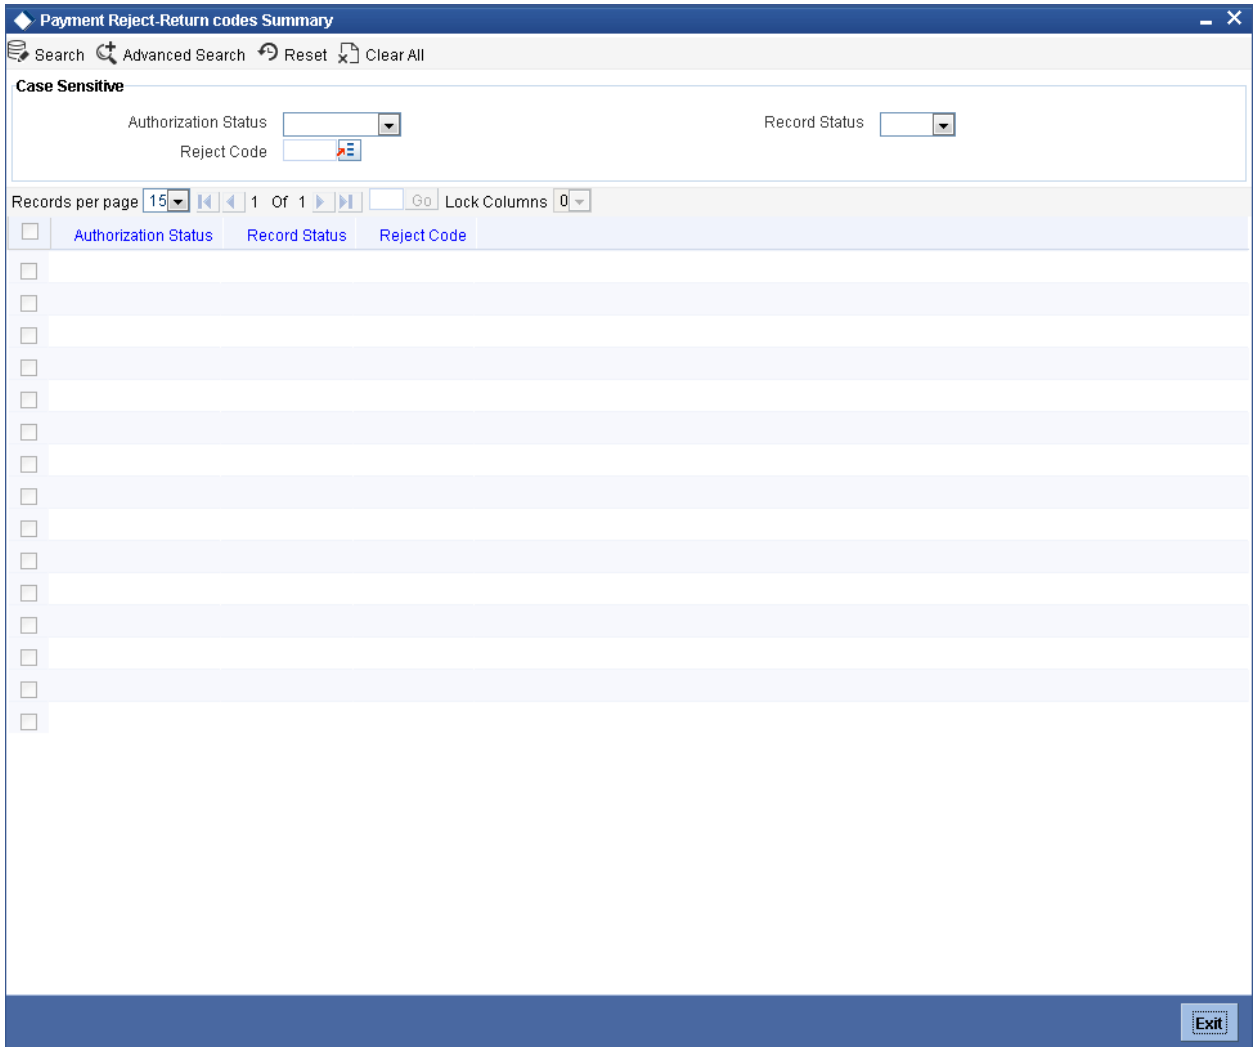 Payment Reject-Return codes Summary
Search Advanced Search Reset Clear All
Case Sensitive
Authorization Status Record Status
Reject Code
Records per page 15 1 Of 1 Go Lock Columns 0
Authorization Status Record Status Reject Code
Exit